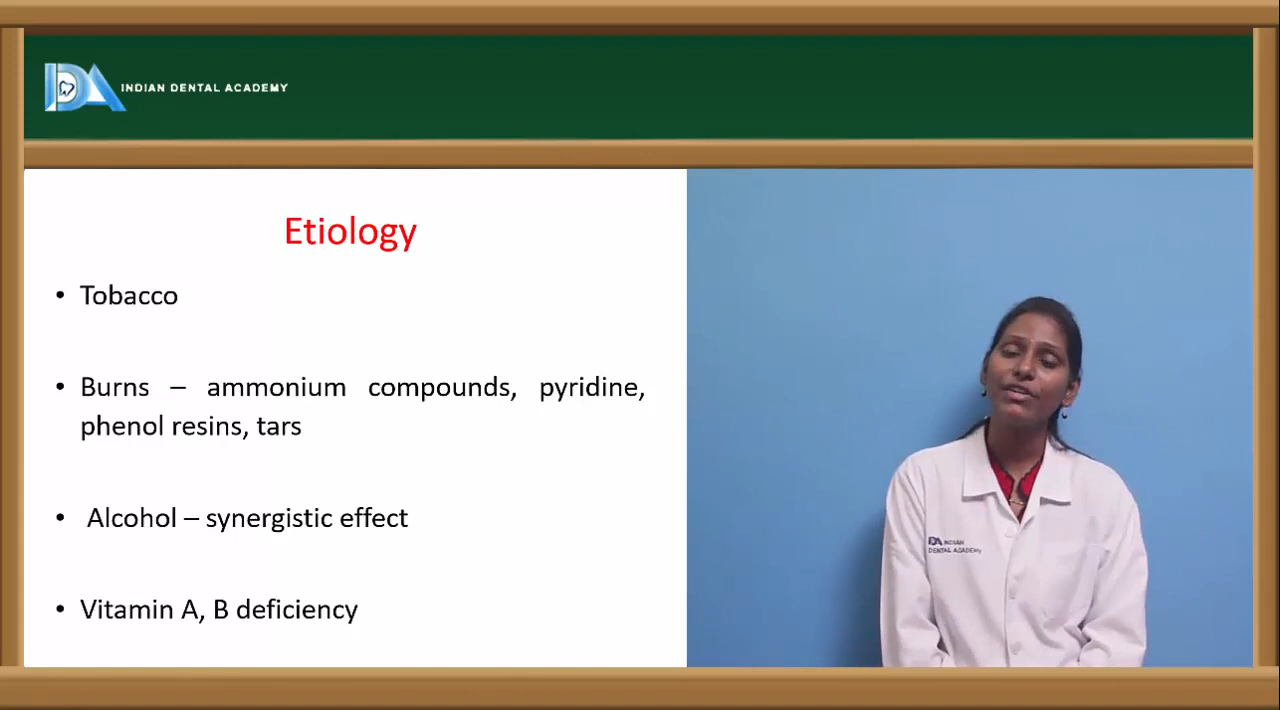 INDIAN DENTAL ACADEMY
Etiology
• Tobacco
• Burns – ammonium compounds, pyridine,
phenol resins, tars
• Alcohol – synergistic effect
• Vitamin A, B deficiency
IDA INDIAN
DENTAL ACADEMY